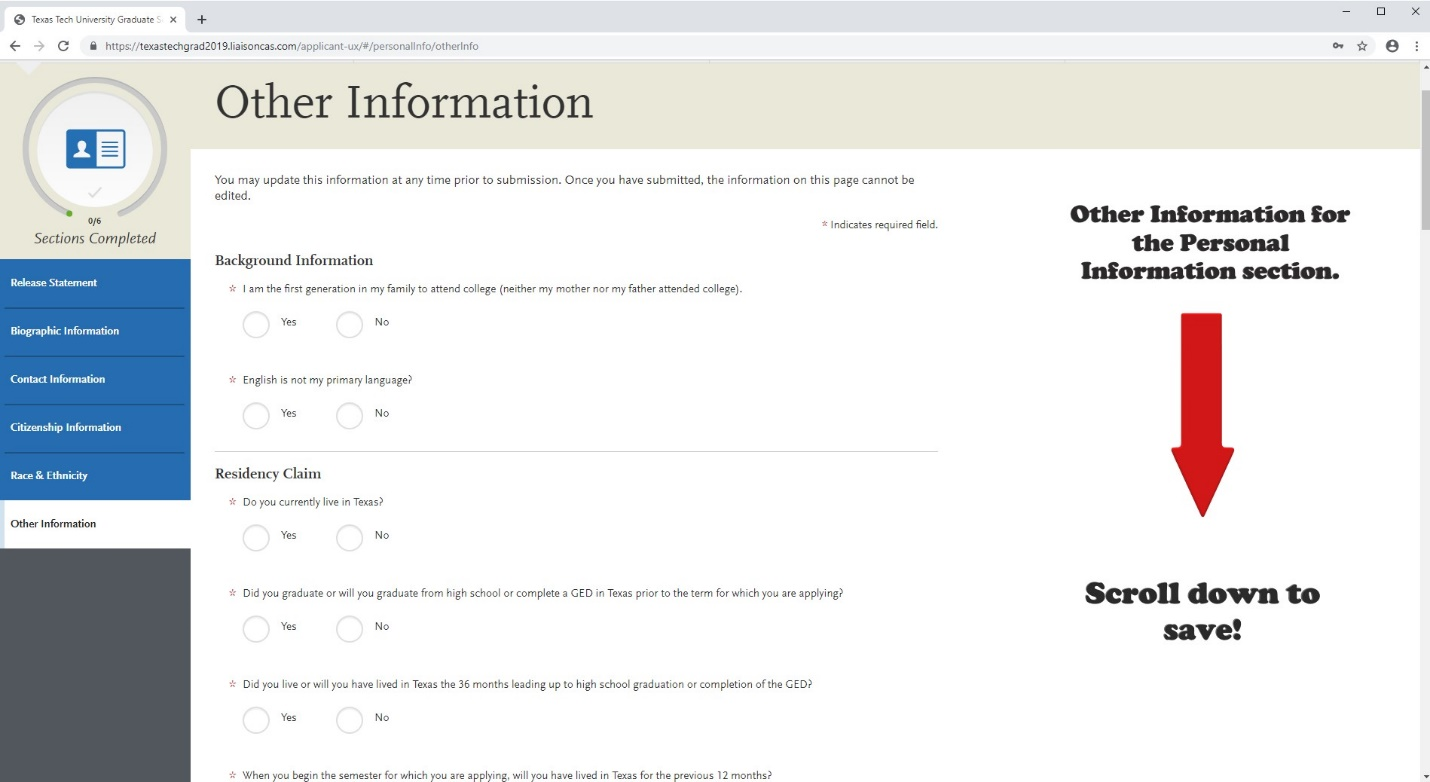 Texas Tech University Graduate S
https://texastechgrad2019.liaisoncas.com/applicant-ux/#/personalInfo/otherInfo
0/6
Sections Completed
Release Statement
Biographic Information
Contact Information
Citizenship Information
Race & Ethnicity
Other Information
Other Information
You may update this information at any time prior to submission. Once you have submitted, the information on this page cannot be
edited.
* Indicates required field.
Background Information
* I am the first generation in my family to attend college (neither my mother nor my father attended college).
Yes No
* English is not my primary language?
Yes No
Residency Claim
* Do you currently live in Texas?
Yes No
* Did you graduate or will you graduate from high school or complete a GED in Texas prior to the term for which you are applying?
Yes No
* Did you live or will you have lived in Texas the 36 months leading up to high school graduation or completion of the GED?
Yes No
* When you begin the semester for which you are applying, will you have lived in Texas for the previous 12 months?
Other Information for
the Personal
Information section.
Scroll down to
save!